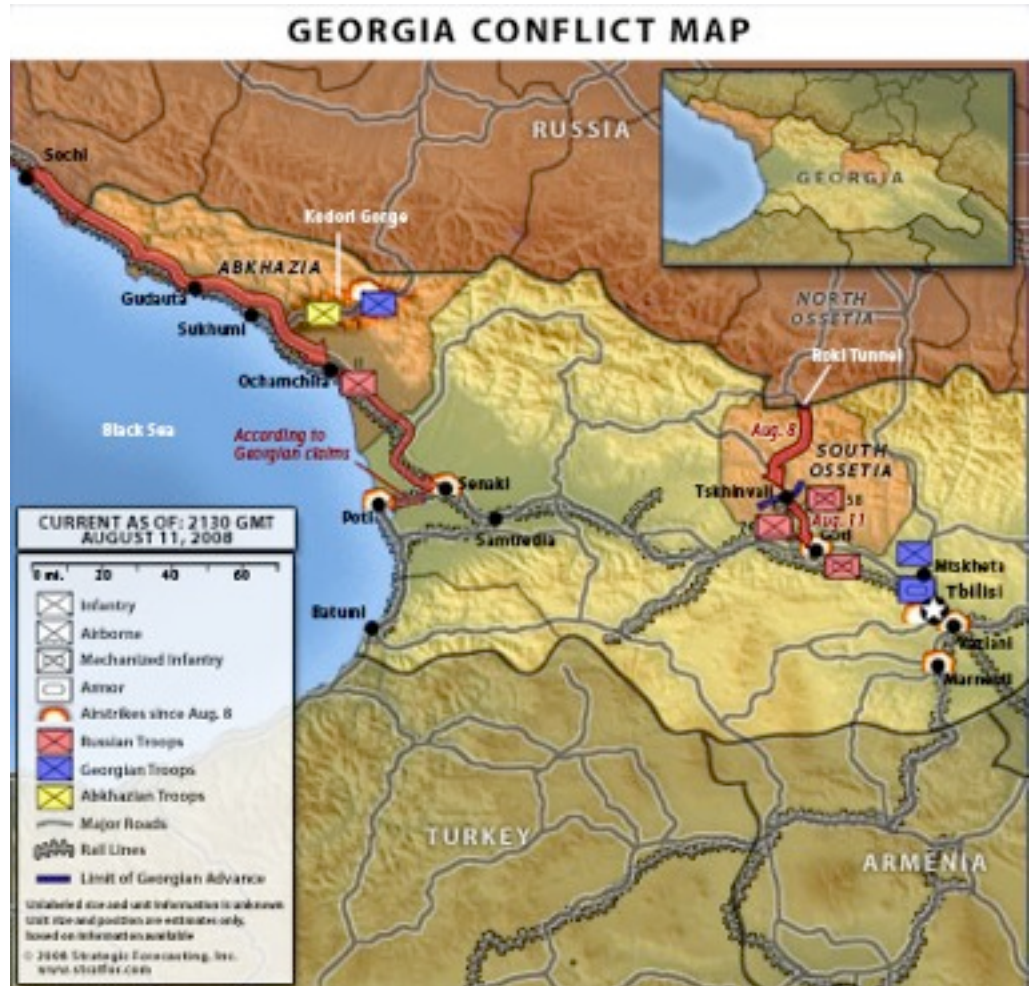 GEORGIA CONFLICT MAP
RUSSIA
GEORGIA
Sochi
Kodori Gorge
ABKHAZIA
Gudauta
Sukhumi
NORTH
OSSETIA
Roki Tunnel
Ochamchira
Black Sea
According to
Georgian claims
Aug. 8
SOUTH
OSSETIA
Senaki
Poti
Tskhinvali
58
Aug. 11
Samtredia
Gori
CURRENT AS OF: 2130 GMT
AUGUST 11, 2008
0 mi. 20 40 60
Mtskheta
Tbilisi
Batumi
Vaziani
Marneuli
Infantry
Airborne
Mechanized Infantry
Armor
Airstrikes since Aug. 8
Russian Troops
Georgian Troops
Abkhazian Troops
Major Roads
Rail Lines
Limit of Georgian Advance
TURKEY
ARMENIA
Unlabeled size and unit information is unknown
Unit size and position are estimates only,
based on information available
© 2008 Strategic Forecasting, Inc.
www.stratfor.com